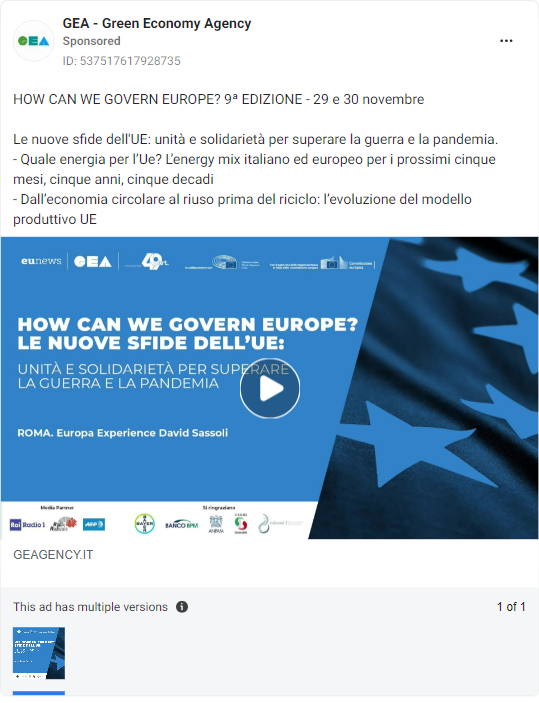 GEA - Green Economy Agency
Sponsored
ID: 537517617928735
HOW CAN WE GOVERN EUROPE? 9ª EDIZIONE - 29 e 30 novembre
Le nuove sfide dell'UE: unità e solidarietà per superare la guerra e la pandemia.
- Quale energia per l’Ue? L’energy mix italiano ed europeo per i prossimi cinque
mesi, cinque anni, cinque decadi
- Dall’economia circolare al riuso prima del riciclo: l’evoluzione del modello
produttivo UE
eunews GEA
HOW CAN WE GOVERN EUROPE?
LE NUOVE SFIDE DELL’UE:
UNITÀ E SOLIDARIETÀ PER SUPERARE
LA GUERRA E LA PANDEMIA
ROMA. Europa Experience David Sassoli
Media Partner Si ringraziano
Rai Radio 1 BAYER BANCO BPM
GEAGENCY.IT
This ad has multiple versions
1 of 1